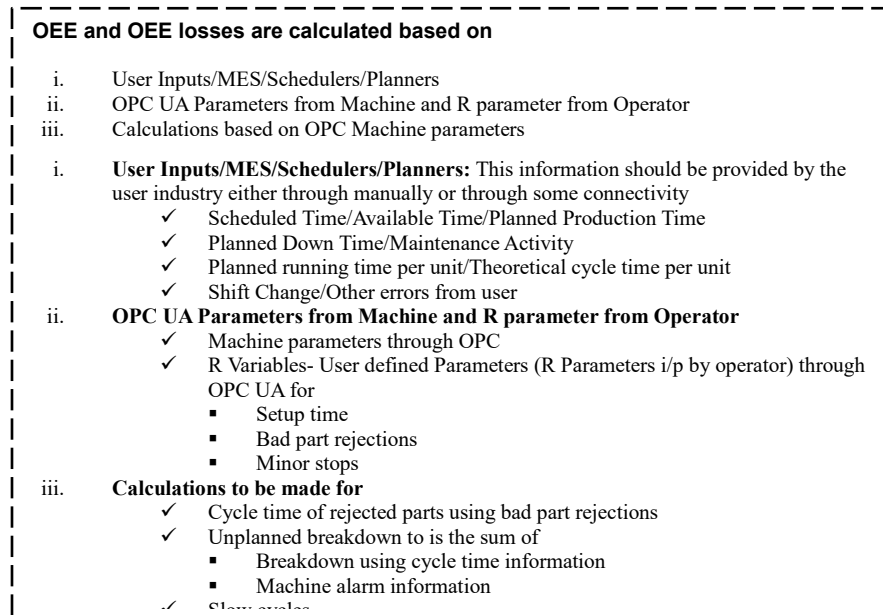 OEE and OEE losses are calculated based on
i. User Inputs/MES/Schedulers/Planners
ii. OPC UA Parameters from Machine and R parameter from Operator
iii. Calculations based on OPC Machine parameters
i. User Inputs/MES/Schedulers/Planners: This information should be provided by the
user industry either through manually or through some connectivity
✓ Scheduled Time/Available Time/Planned Production Time
✓ Planned Down Time/Maintenance Activity
✓ Planned running time per unit/Theoretical cycle time per unit
✓ Shift Change/Other errors from user
ii. OPC UA Parameters from Machine and R parameter from Operator
✓ Machine parameters through OPC
✓ R Variables- User defined Parameters (R Parameters i/p by operator) through
OPC UA for
▪ Setup time
▪ Bad part rejections
▪ Minor stops
iii. Calculations to be made for
✓ Cycle time of rejected parts using bad part rejections
✓ Unplanned breakdown to is the sum of
▪ Breakdown using cycle time information
▪ Machine alarm information
✓ Slow cycles